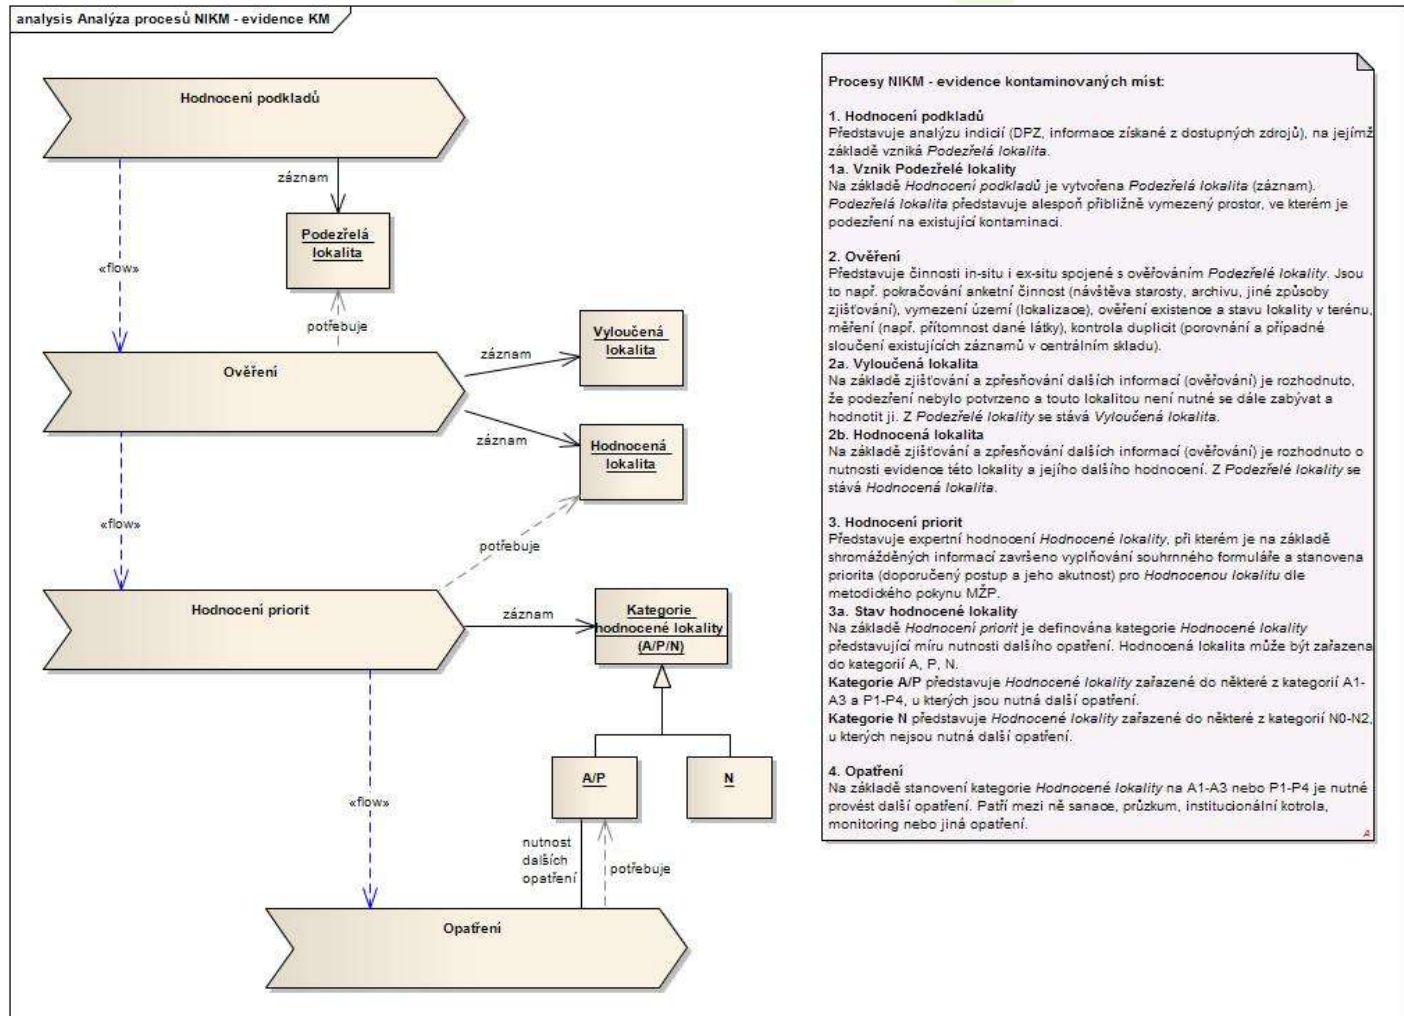 analysis Analýza procesů NIKM - evidence KM
Hodnocení podkladů
záznam
Podezřelá
lokalita
«flow»
potřebuje
Ověření
záznam
Vyloučená
lokalita
záznam
Hodnocená
lokalita
«flow»
potřebuje
Hodnocení priorit
záznam
Kategorie
hodnocené lokality
(A/P/N)
A/P
N
«flow»
nutnost
dalších
opatření
potřebuje
Opatření
Procesy NIKM - evidence kontaminovaných míst:
1. Hodnocení podkladů
Představuje analýzu indicií (DPZ, informace získané z dostupných zdrojů), na jejímž
základě vzniká Podezřelá lokalita.
1a. Vznik Podezřelé lokality
Na základě Hodnocení podkladů je vytvořena Podezřelá lokalita (záznam).
Podezřelá lokalita představuje alespoň přibližně vymezený prostor, ve kterém je
podezření na existující kontaminaci.
2. Ověření
Představuje činnosti in-situ i ex-situ spojené s ověřováním Podezřelé lokality. Jsou
to např. pokračování anketní činnost (návštěva starosty, archivu, jiné způsoby
zjišťování), vymezení území (lokalizace), ověření existence a stavu lokality v terénu,
měření (např. přítomnost dané látky), kontrola duplicit (porovnání a případné
sloučení existujících záznamů v centrálním skladu).
2a. Vyloučená lokalita
Na základě zjišťování a zpřesňování dalších informací (ověřování) je rozhodnuto,
že podezření nebylo potvrzeno a touto lokalitou není nutné se dále zabývat a
hodnotit ji. Z Podezřelé lokality se stává Vyloučená lokalita.
2b. Hodnocená lokalita
Na základě zjišťování a zpřesňování dalších informací (ověřování) je rozhodnuto o
nutnosti evidence této lokality a jejího dalšího hodnocení. Z Podezřelé lokality se
stává Hodnocená lokalita.
3. Hodnocení priorit
Představuje expertní hodnocení Hodnocené lokality, při kterém je na základě
shromážděných informací završeno vyplňování souhrnného formuláře a stanovena
priorita (doporučený postup a jeho akutnost) pro Hodnocenou lokalitu dle
metodického pokynu MŽP.
3a. Stav hodnocené lokality
Na základě Hodnocení priorit je definována kategorie Hodnocené lokality
představující míru nutnosti dalšího opatření. Hodnocená lokalita může být zařazena
do kategorií A, P, N.
Kategorie A/P představuje Hodnocené lokality zařazené do některé z kategorií A1-
A3 a P1-P4, u kterých jsou nutná další opatření.
Kategorie N představuje Hodnocené lokality zařazené do některé z kategorií N0-N2,
u kterých nejsou nutná další opatření.
4. Opatření
Na základě stanovení kategorie Hodnocené lokality na A1-A3 nebo P1-P4 je nutné
provést další opatření. Patří mezi ně sanace, průzkum, institucionální kotrola,
monitoring nebo jiná opatření.
A